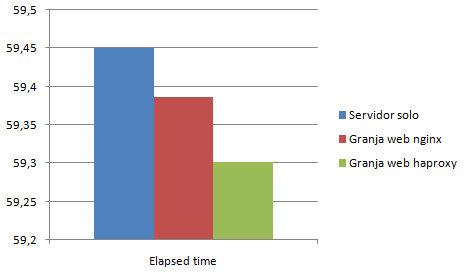 59,5
59,45
59,4
59,35
59,3
59,25
59,2
Elapsed time
Servidor solo
Granja web nginx
Granja web haproxy